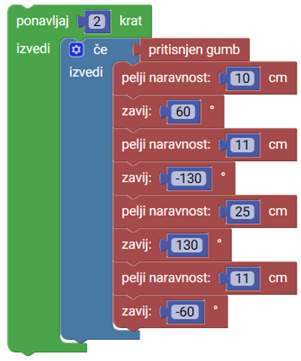 ponavljaj 2 krat
izvedi če pritisnjen gumb
izvedi pelji naravnost: 10 cm
zavij: 60 °
pelji naravnost: 11 cm
zavij: -130 °
pelji naravnost: 25 cm
zavij: 130 °
pelji naravnost: 11 cm
zavij: -60 °